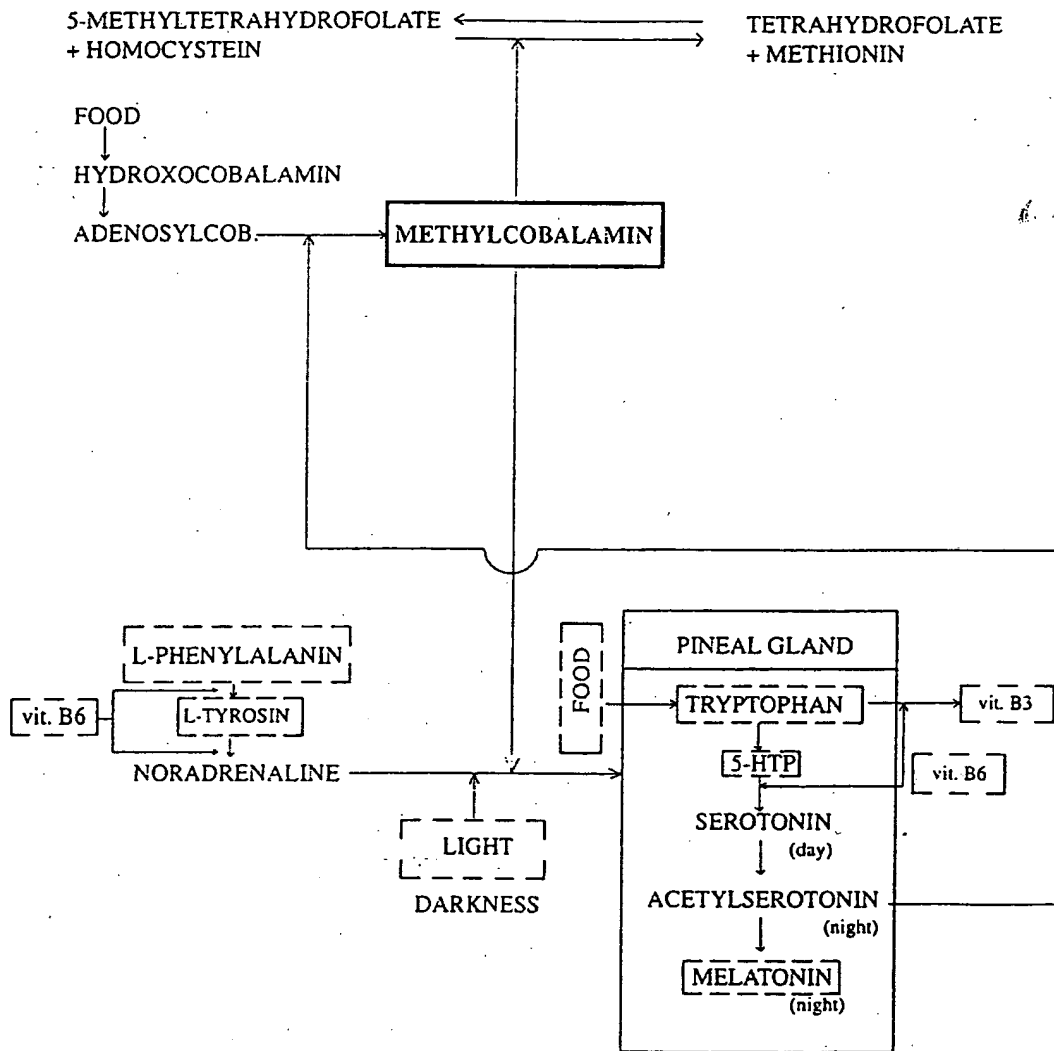 5-METHYLTETRAHYDROFOLATE
+ HOMOCYSTEIN
TETRAHYDROFOLATE
+ METHIONIN
FOOD
HYDROXOCOBALAMIN
ADENOSYLCOB.
METHYLCOBALAMIN
L-PHENYLALANIN
vit. B6
L-TYROSIN
NORADRENALINE
LIGHT
DARKNESS
FOOD
PINEAL GLAND
TRYPTOPHAN
vit. B3
5-HTP
vit. B6
SEROTONIN
(day)
ACETYLSEROTONIN
(night)
MELATONIN
(night)